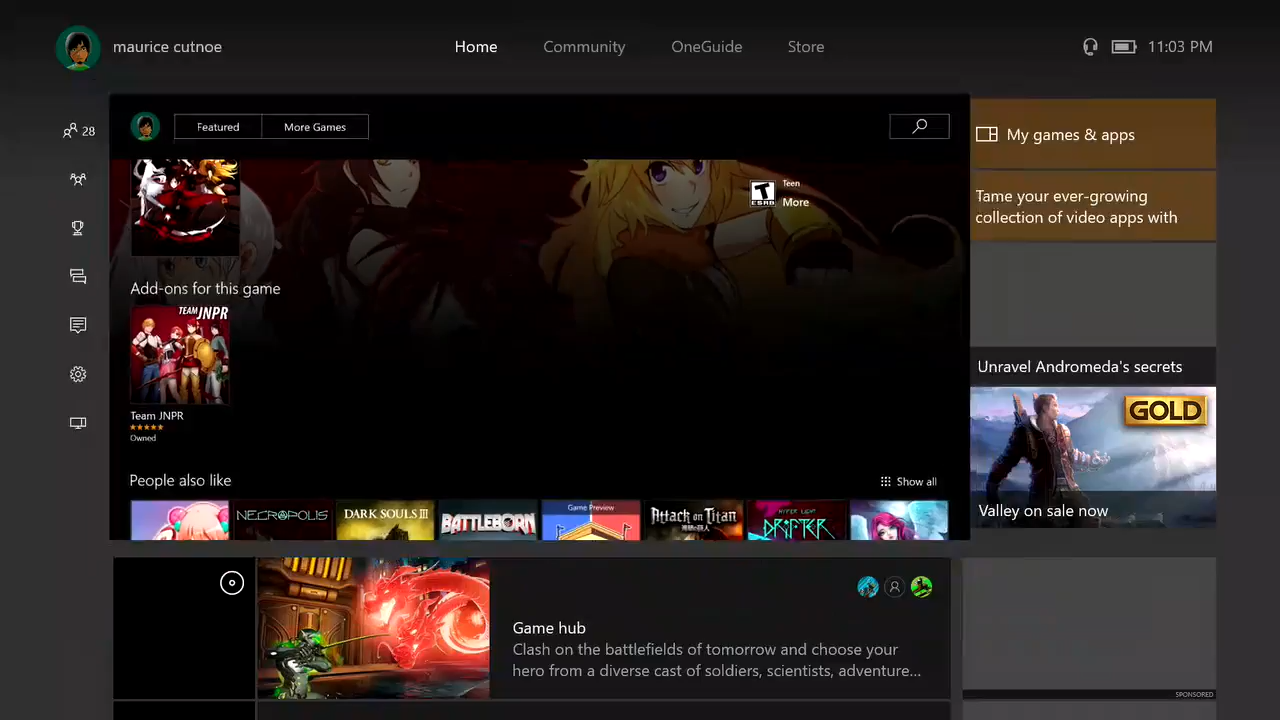 maurice cutnoe
Home
Community
OneGuide
Store
11:03 PM
28
Featured
More Games
My games & apps
Teen
T
ESRB
More
Tame your ever-growing
collection of video apps with
Add-ons for this game
TEAM JNPR
Team JNPR
Owned
Unravel Andromeda's secrets
GOLD
Valley on sale now
People also like
Show all
NECROPOLIS
DARK SOULS III
BATTLEBORN
Game Preview
Attack on Titan
HYPER LIGHT
DRIFTER
Game hub
Clash on the battlefields of tomorrow and choose your
hero from a diverse cast of soldiers, scientists, adventure...
SPONSORED